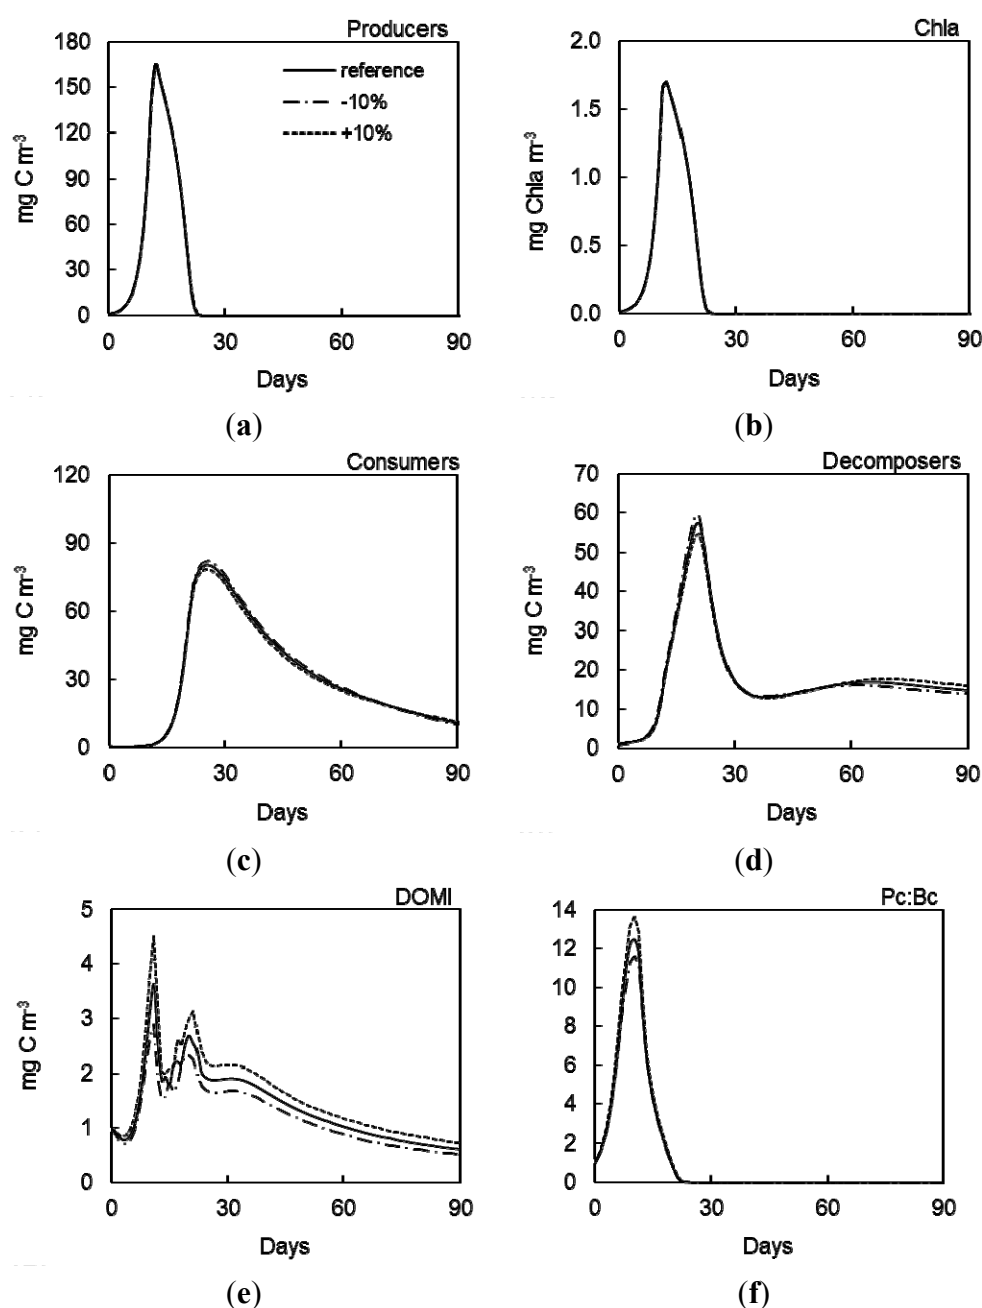 Producers
180
150
120
90
60
30
0
mg C m-3
reference
-10%
+10%
0 30 60 90
Days
(a)
Chla
2.0
1.5
1.0
0.5
0.0
mg Chla m-3
0 30 60 90
Days
(b)
Consumers
120
90
60
30
0
mg C m-3
0 30 60 90
Days
(c)
Decomposers
70
60
50
40
30
20
10
0
mg C m-3
0 30 60 90
Days
(d)
DOMl
5
4
3
2
1
0
mg C m-3
0 30 60 90
Days
(e)
Pc:Bc
14
12
10
8
6
4
2
0
0 30 60 90
Days
(f)